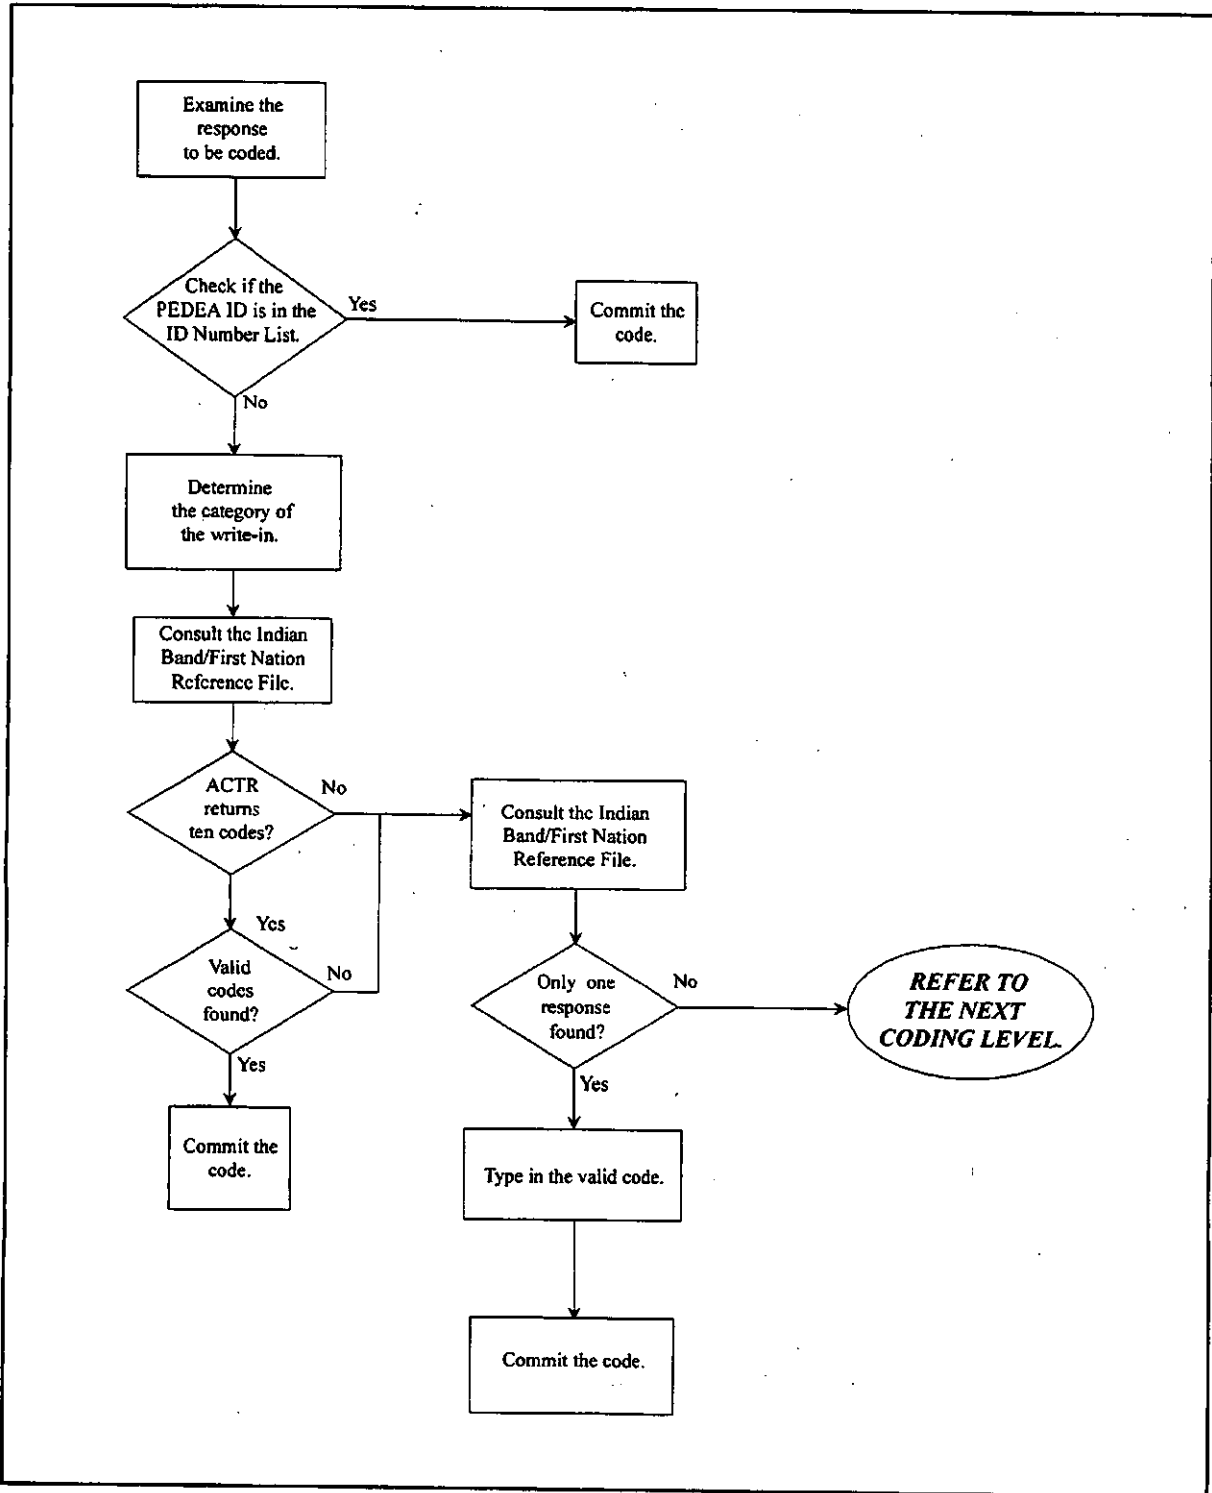 Examine the
response
to be coded.
Check if the
PEDEA ID is in the
ID Number List.
Yes
Commit the
code.
No
Determine
the category of
the write-in.
Consult the Indian
Band/First Nation
Reference File.
ACTR
returns
ten codes?
No
Consult the Indian
Band/First Nation
Reference File.
Yes
Valid
codes
found?
No
Only one
response
found?
No
REFER TO
THE NEXT
CODING LEVEL.
Yes
Commit the
code.
Yes
Type in the valid code.
Commit the code.